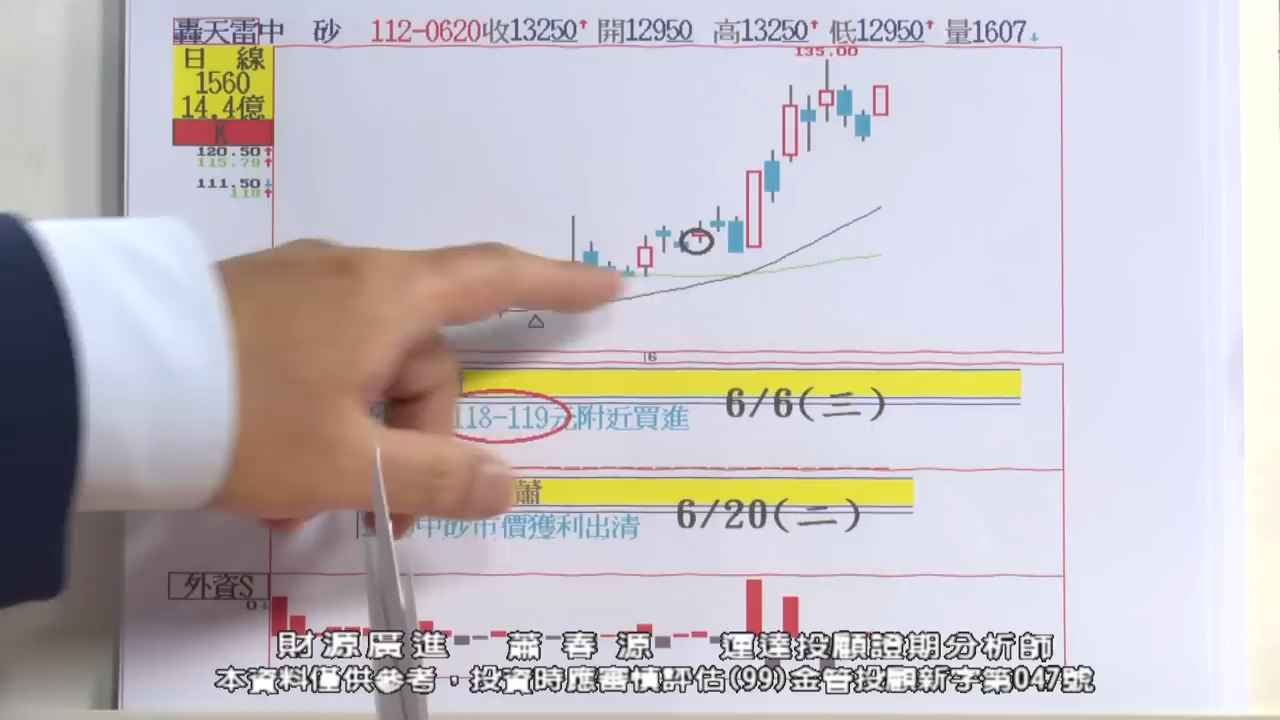 轟天雷中 砂 112-0620收13250↑ 開12950 高13250↑ 低12950↑ 量1607↓
135.00
日 線
1560
14.4億
K
120.50↑
115.78↑
111.50↓
118↑
6
6/6(三)
118-119元附近買進
蕭
6/20(二)
中砂市價獲利出清
外資S
0
財源廣進 蕭春源 運達投顧證期分析師
本資料僅供參考，投資時應審慎評估(99)金管投顧新字第047號